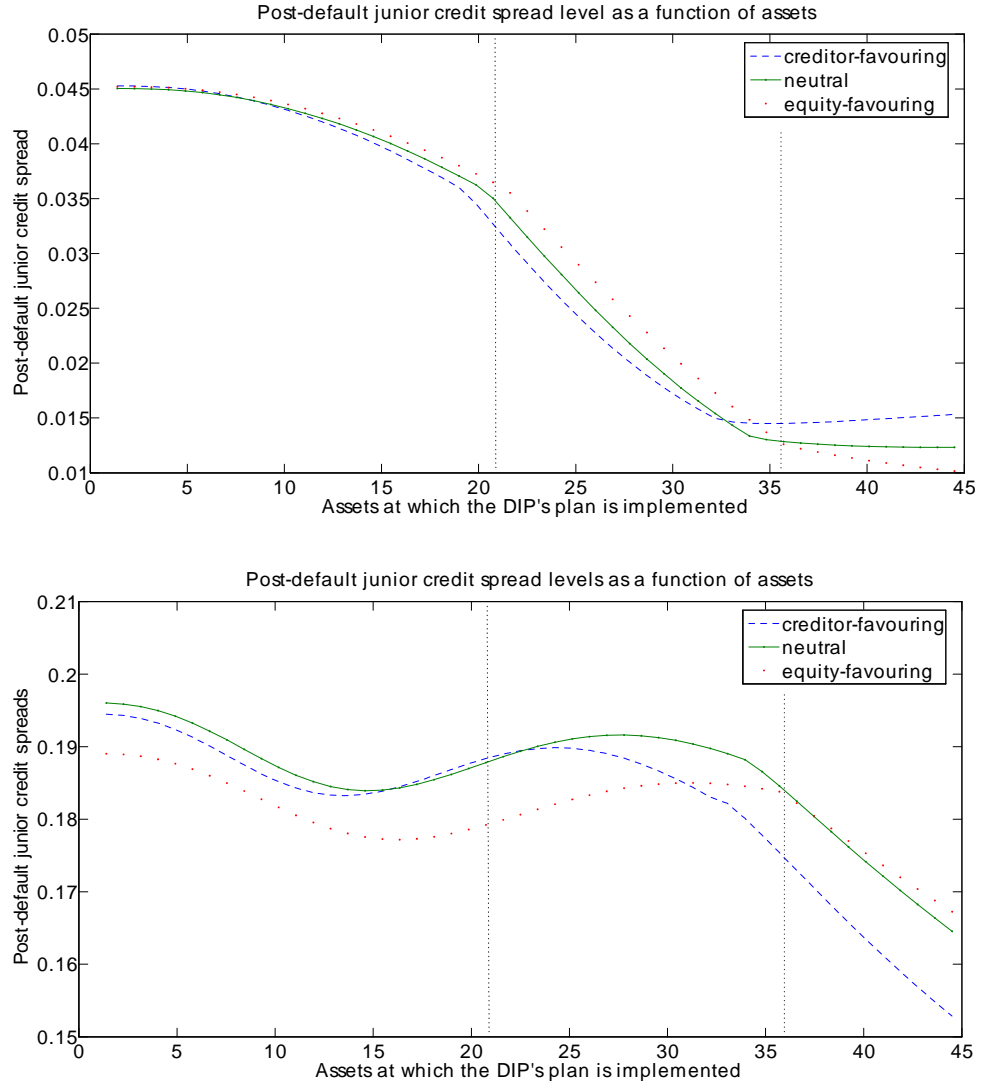 Post-default junior credit spread level as a function of assets
0.05
0.045
0.04
0.035
0.03
0.025
0.02
0.015
0.01
Post-default junior credit spread
creditor-favouring
neutral
equity-favouring
0 5 10 15 20 25 30 35 40 45
Assets at which the DIP's plan is implemented
Post-default junior credit spread levels as a function of assets
0.21
0.2
0.19
0.18
0.17
0.16
0.15
Post-default junior credit spreads
creditor-favouring
neutral
equity-favouring
0 5 10 15 20 25 30 35 40 45
Assets at which the DIP's plan is implemented